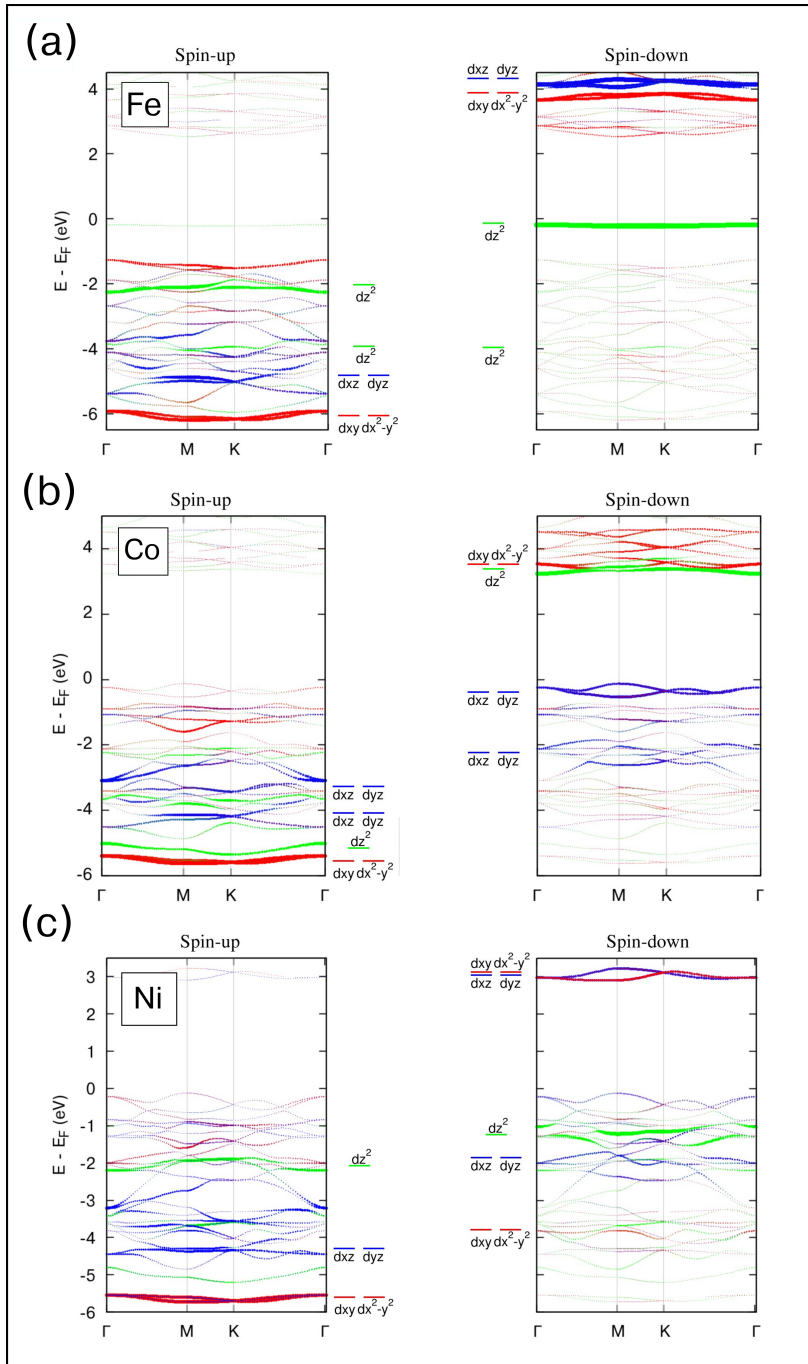 (a)
Spin-up
Spin-down
Fe
E - E_F (eV)
4
2
0
-2
-4
-6
Γ M K Γ
dz²
dz²
dxz dyz
dxy dx²-y²
dxz dyz
dxy dx²-y²
dz²
dz²
Γ M K Γ
(b)
Spin-up
Spin-down
Co
E - E_F (eV)
4
2
0
-2
-4
-6
Γ M K Γ
dxz dyz
dxz dyz
dz²
dxy dx²-y²
dxy dx²-y²
dz²
dxz dyz
dxz dyz
Γ M K Γ
(c)
Spin-up
Spin-down
Ni
E - E_F (eV)
3
2
1
0
-1
-2
-3
-4
-5
-6
Γ M K Γ
dz²
dxz dyz
dxy dx²-y²
dxy dx²-y²
dxz dyz
dz²
dxz dyz
dxy dx²-y²
Γ M K Γ